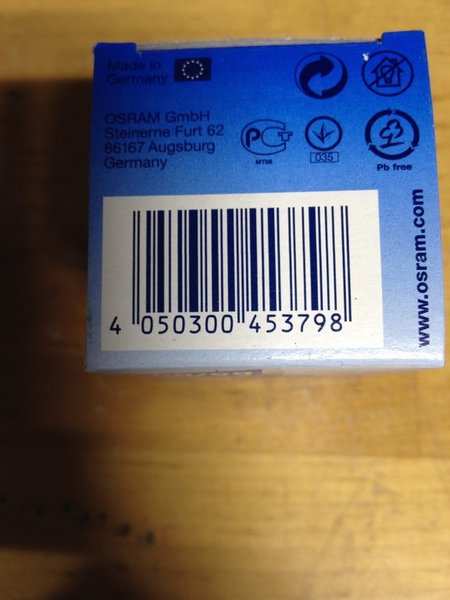 Made in
Germany
OSRAM GmbH
Steinerne Furt 62
86167 Augsburg
Germany
PCT
MT06
035
Pb free
www.osram.com
4 050300 453798